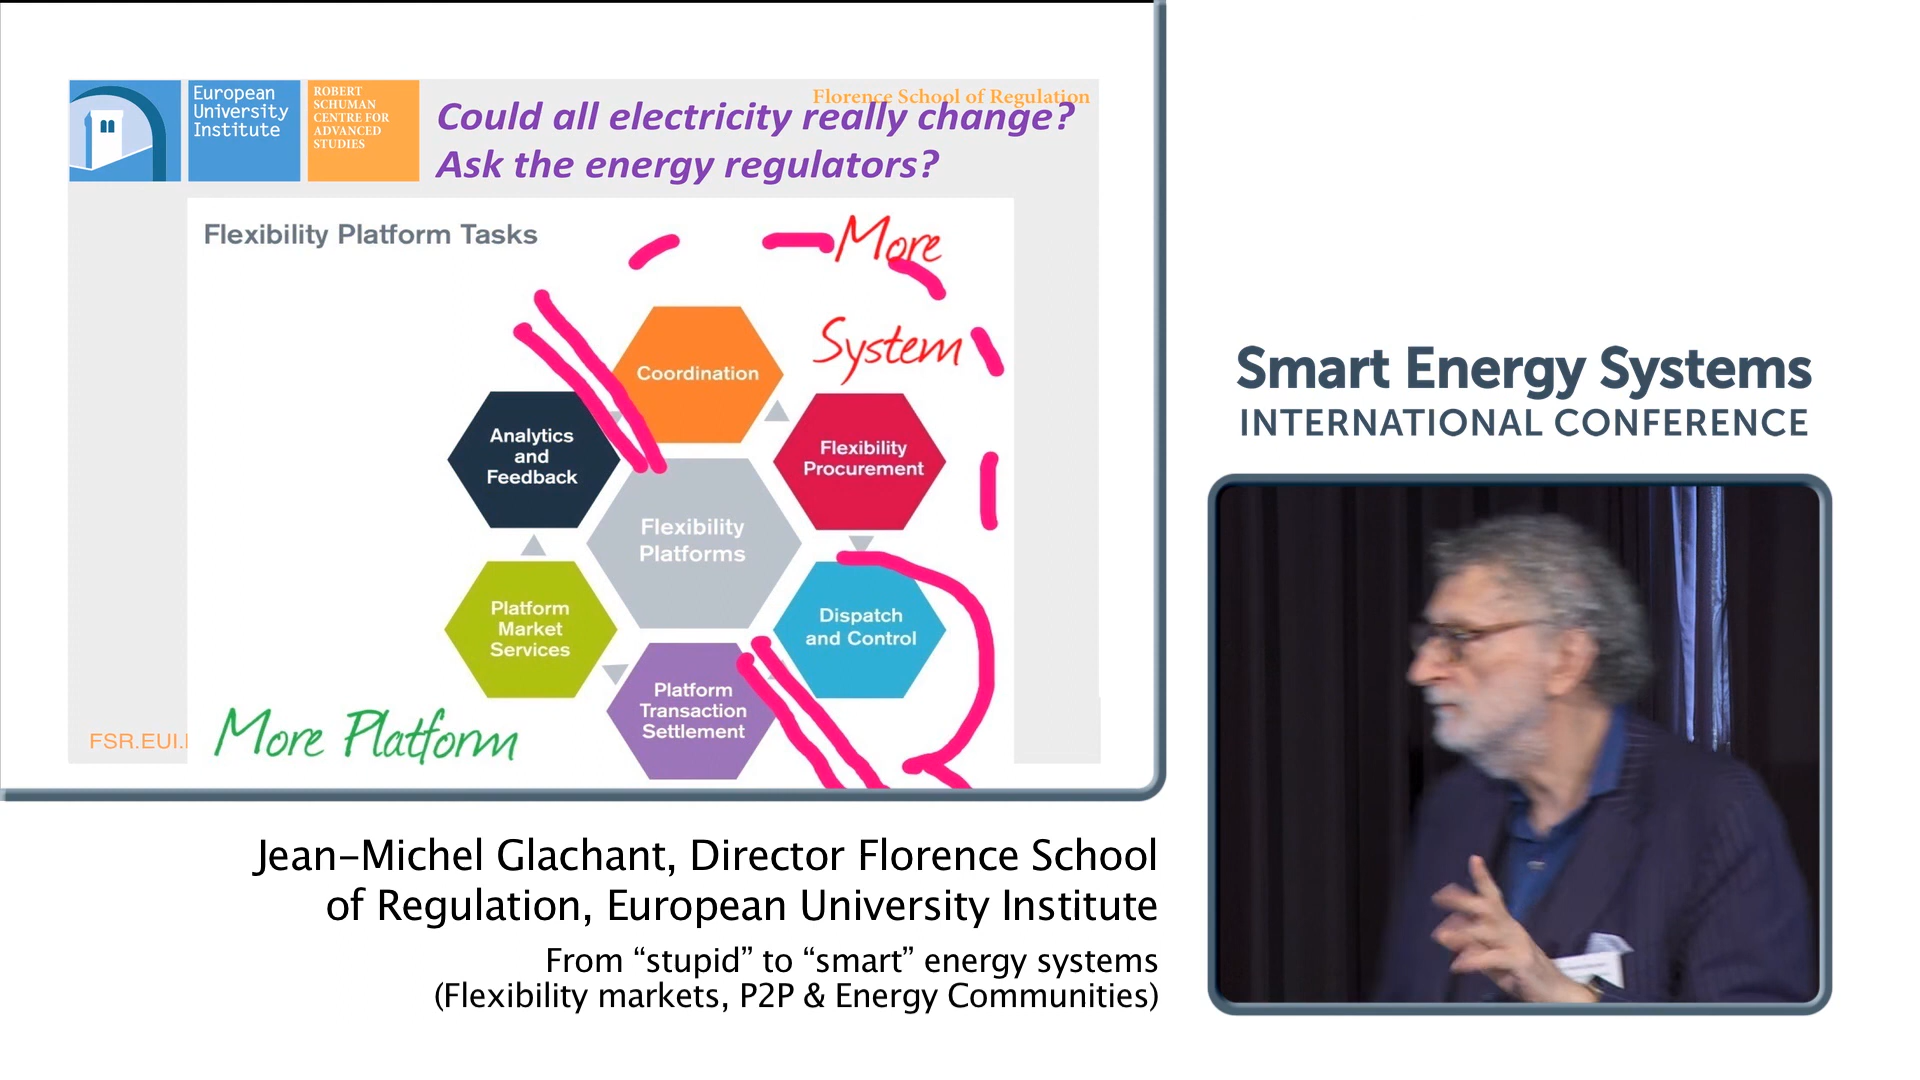 European
University
Institute
ROBERT
SCHUMAN
CENTRE FOR
ADVANCED
STUDIES
Florence School of Regulation
Could all electricity really change?
Ask the energy regulators?
Flexibility Platform Tasks
More
System
Coordination
Analytics
and
Feedback
Flexibility
Procurement
Flexibility
Platforms
Platform
Market
Services
Dispatch
and Control
Platform
Transaction
Settlement
More Platform
FSR.EUI.
Smart Energy Systems
INTERNATIONAL CONFERENCE
Jean-Michel Glachant, Director Florence School
of Regulation, European University Institute
From “stupid” to “smart” energy systems
(Flexibility markets, P2P & Energy Communities)